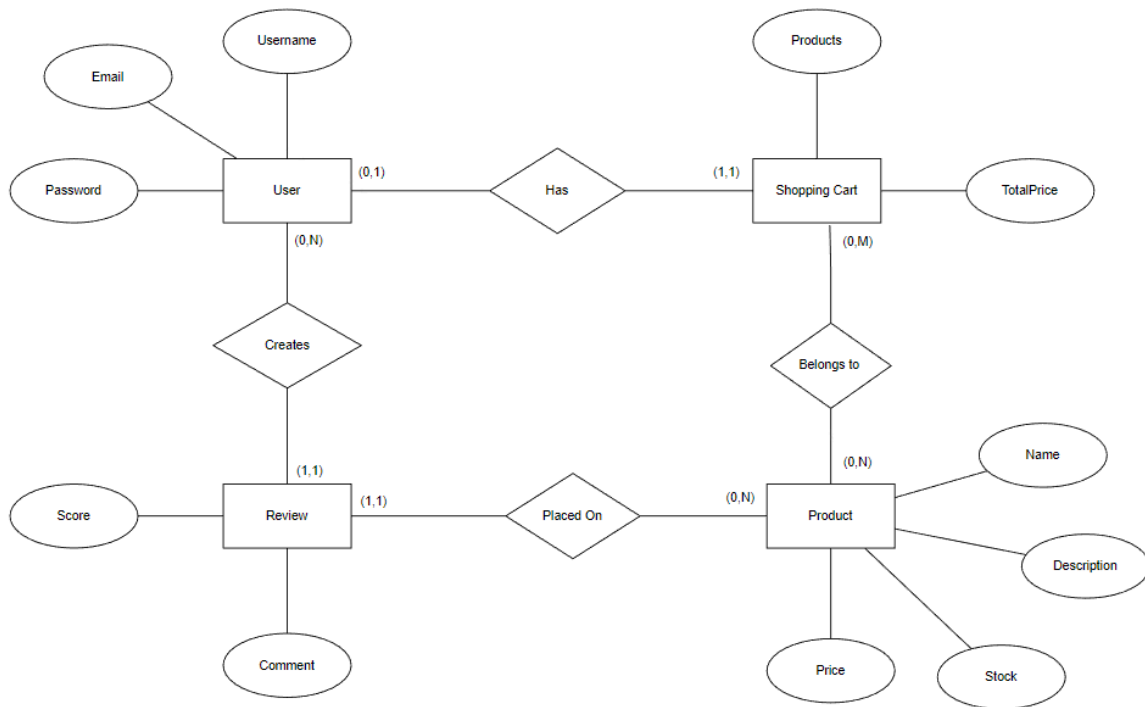 Username
Products
Email
(0,1)
(1,1)
Password
User
Has
Shopping Cart
TotalPrice
(0,N)
(0,M)
Creates
Belongs to
Name
(0,N)
(1,1)
(1,1)
(0,N)
Score
Review
Placed On
Product
Description
Comment
Price
Stock